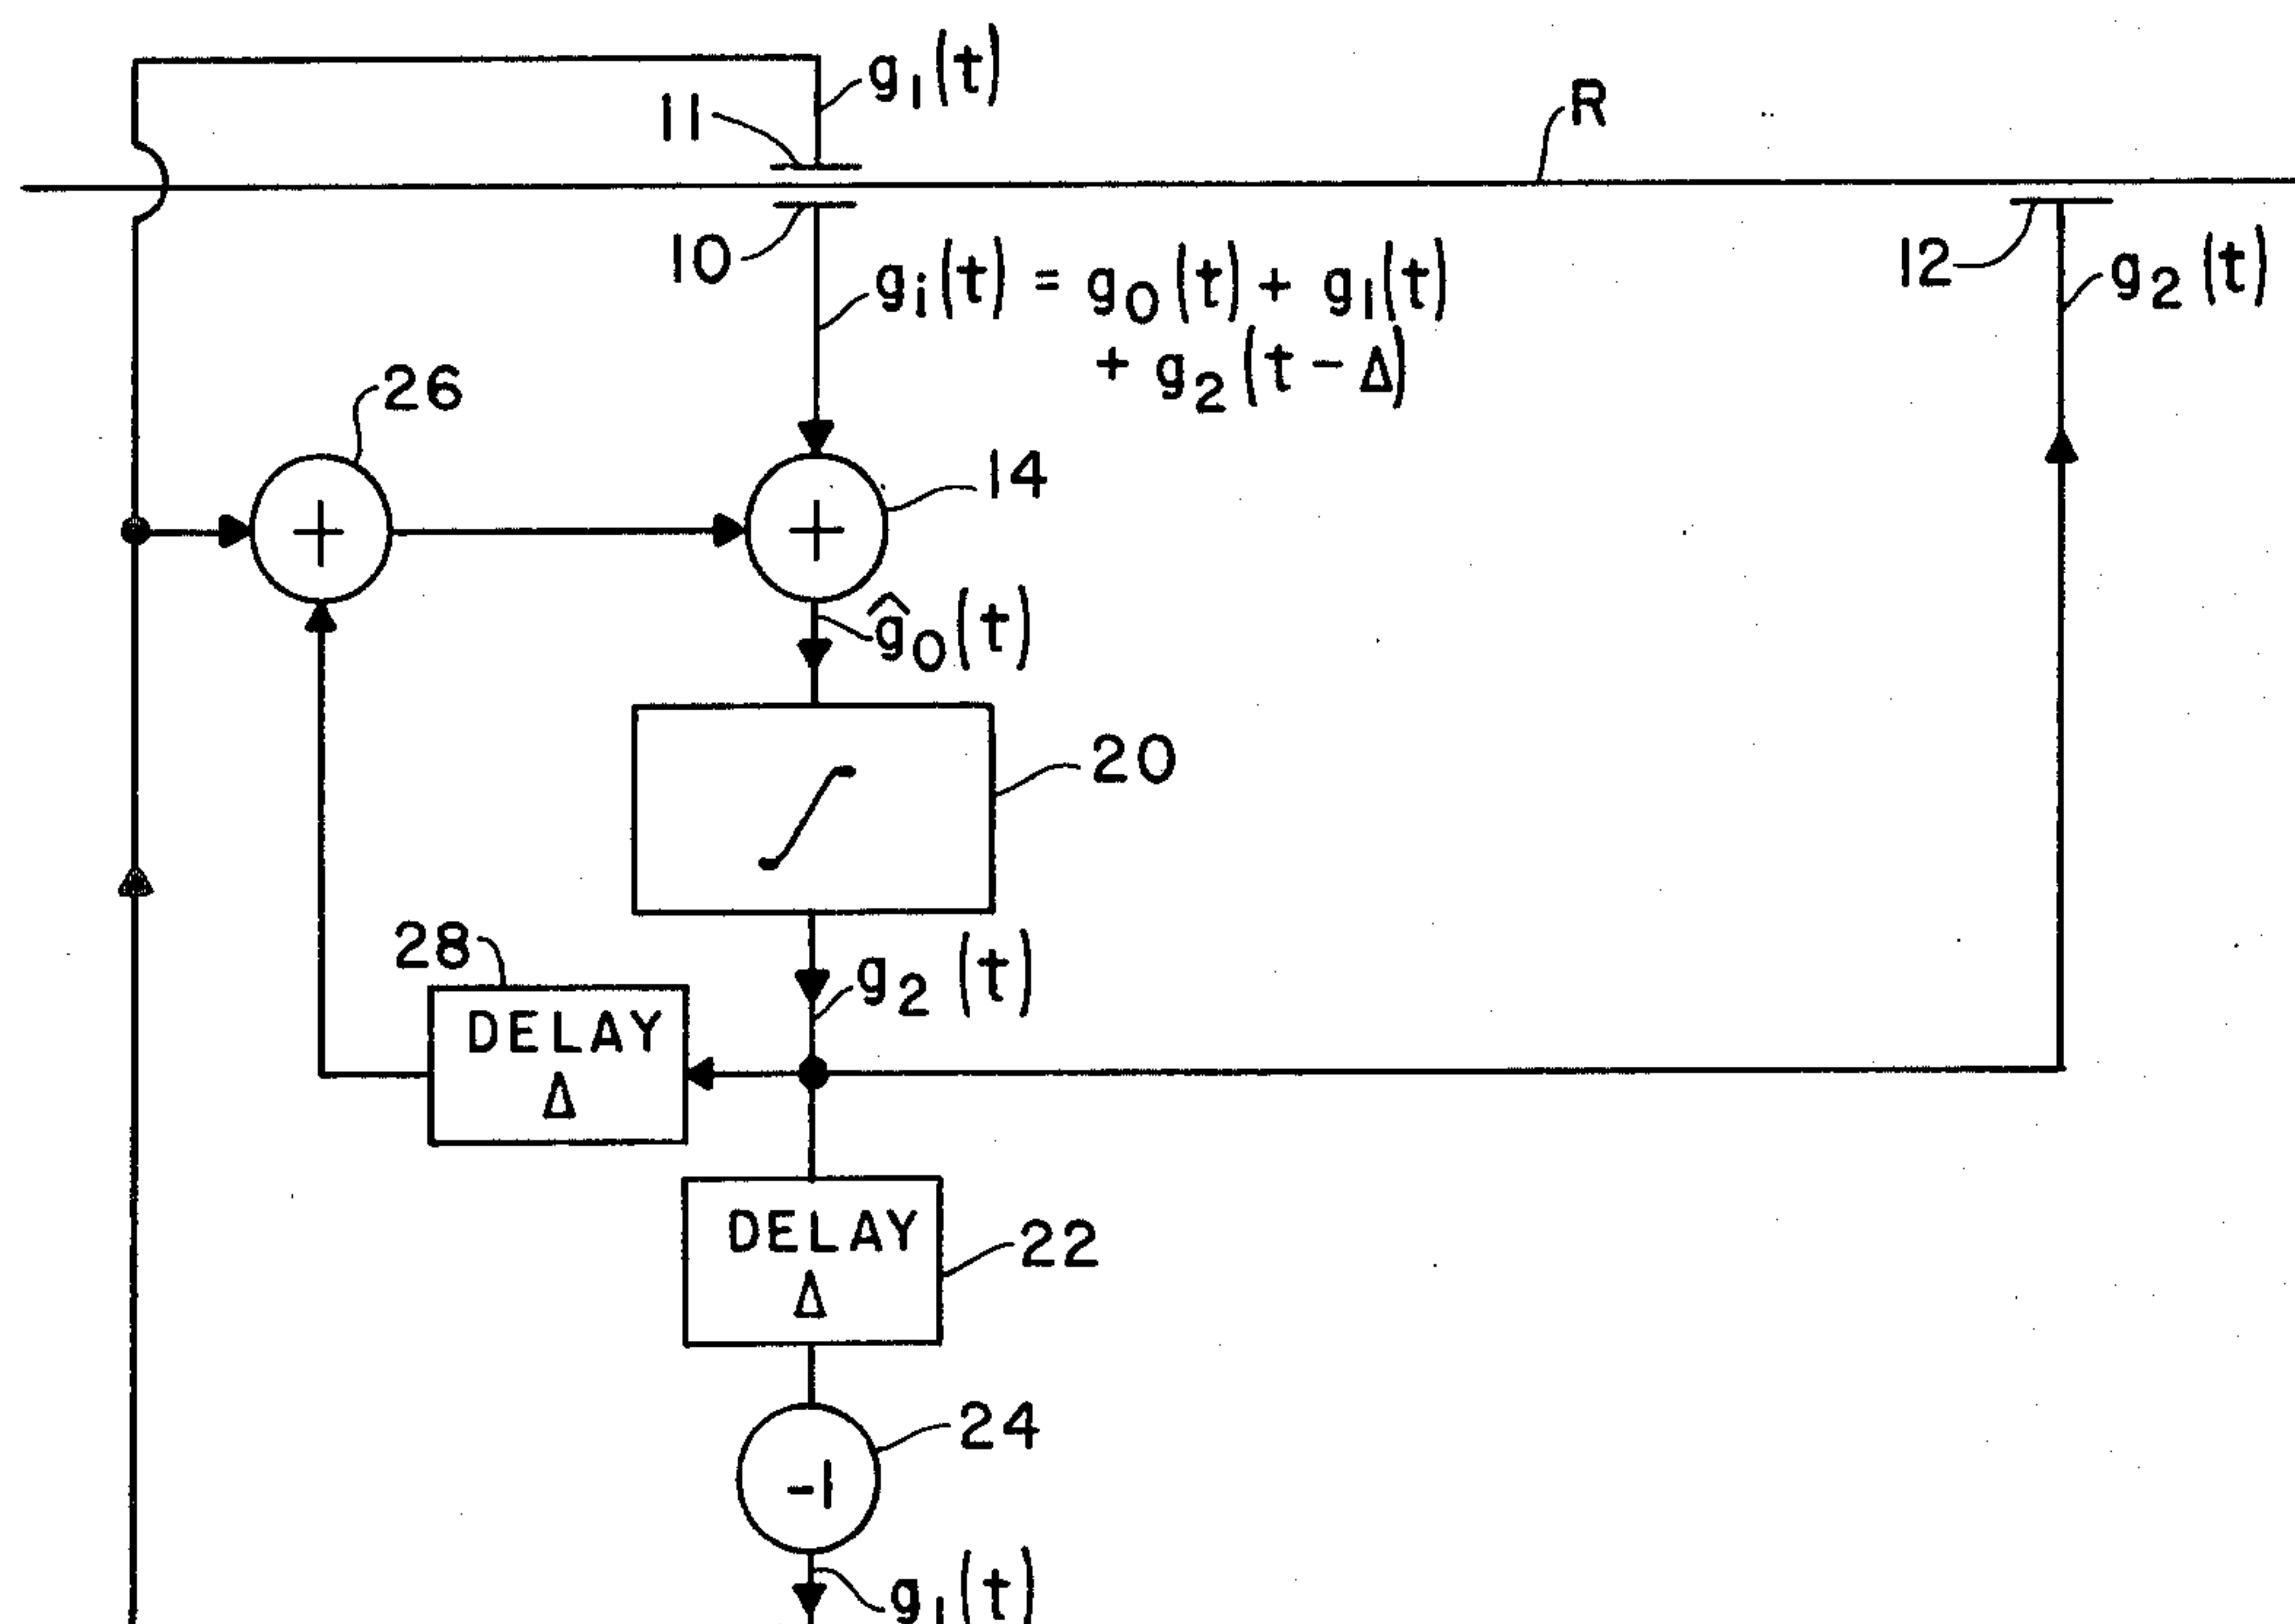 g₁(t)
11
R
10
gᵢ(t) = g₀(t) + g₁(t)
+ g₂(t - Δ)
12
g₂(t)
26
+
14
+
ĝ₀(t)
20
28
g₂(t)
DELAY
Δ
DELAY
Δ
22
24
-1
g₁(t)